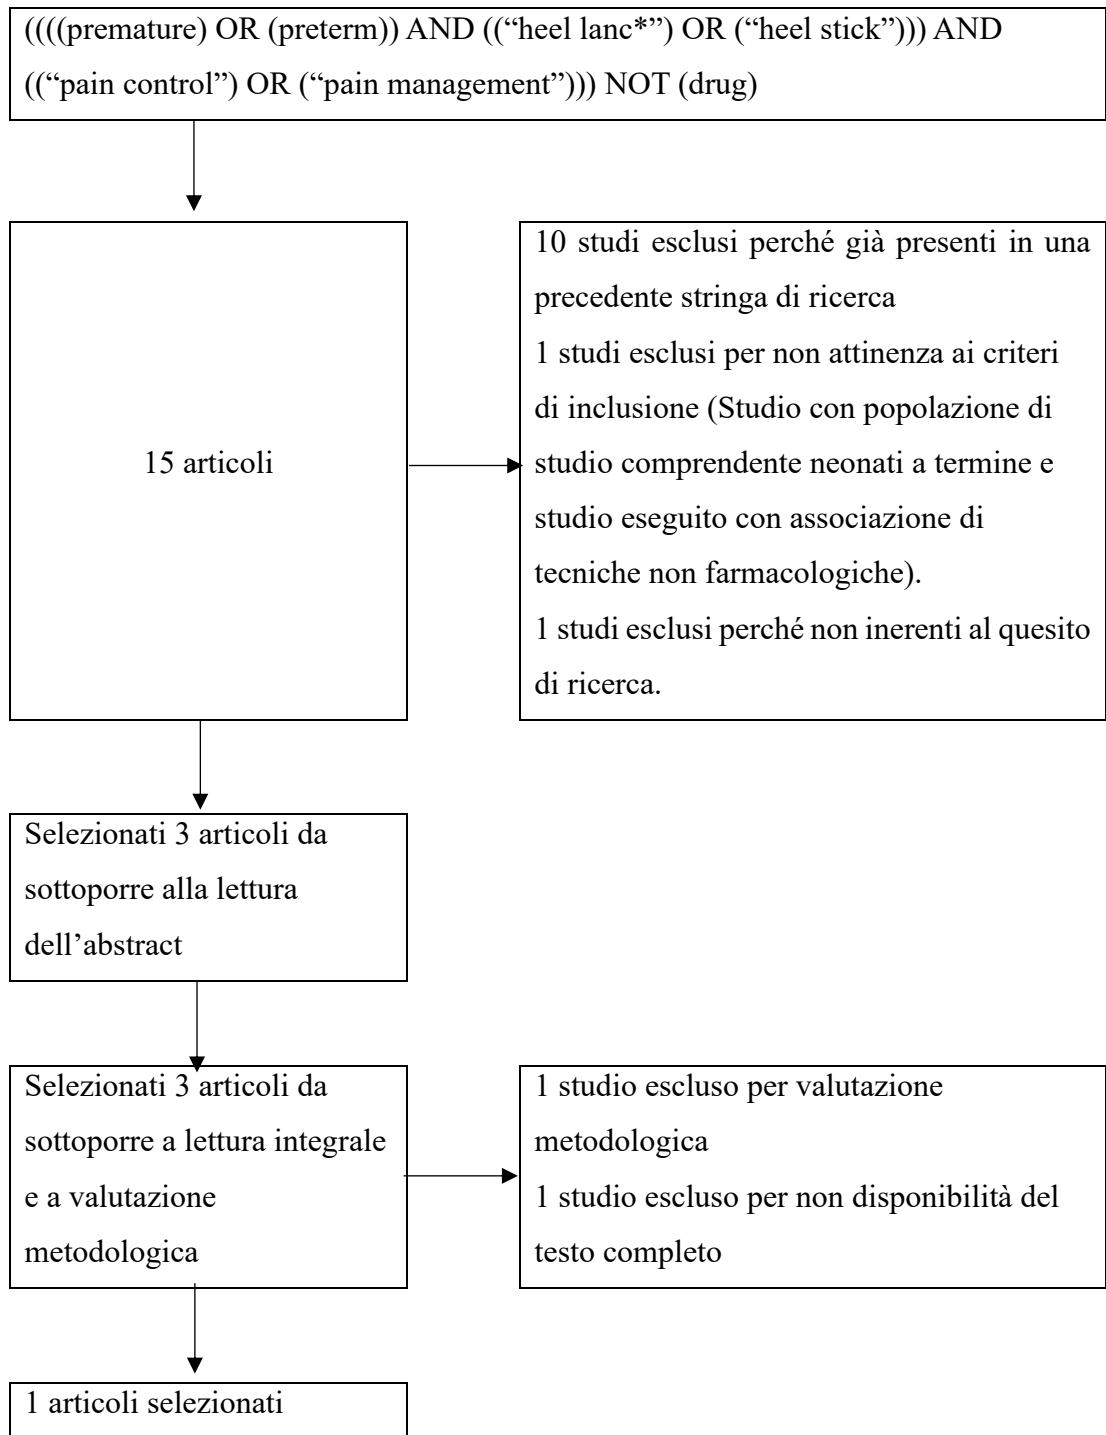 ((((premature) OR (preterm)) AND ((“heel lanc*”) OR (“heel stick”))) AND
((“pain control”) OR (“pain management”))) NOT (drug)
15 articoli
10 studi esclusi perché già presenti in una
precedente stringa di ricerca
1 studi esclusi per non attinenza ai criteri
di inclusione (Studio con popolazione di
studio comprendente neonati a termine e
studio eseguito con associazione di
tecniche non farmacologiche).
1 studi esclusi perché non inerenti al quesito
di ricerca.
Selezionati 3 articoli da
sottoporre alla lettura
dell’abstract
Selezionati 3 articoli da
sottoporre a lettura integrale
e a valutazione
metodologica
1 studio escluso per valutazione
metodologica
1 studio escluso per non disponibilità del
testo completo
1 articoli selezionati